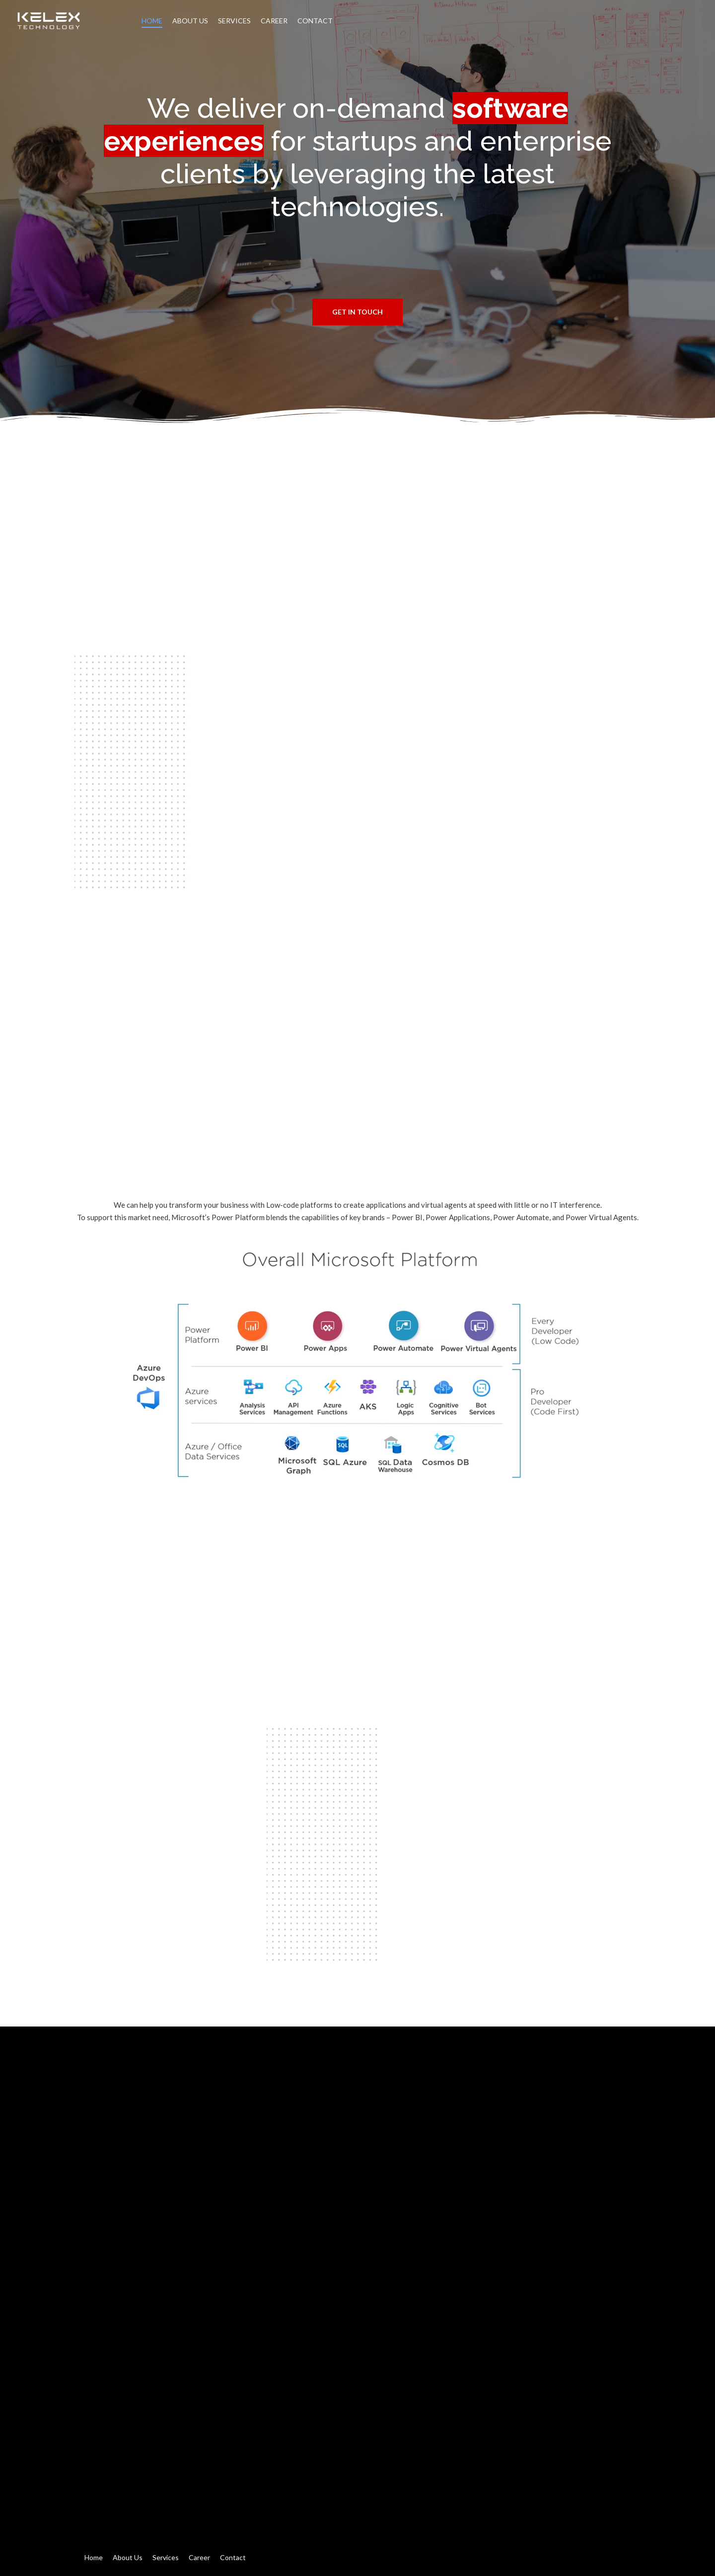 KELEX
TECHNOLOGY
HOME ABOUT US SERVICES CAREER CONTACT
We deliver on-demand software
experiences for startups and enterprise
clients by leveraging the latest
technologies.
GET IN TOUCH
We can help you transform your business with Low-code platforms to create applications and virtual agents at speed with little or no IT interference.
To support this market need, Microsoft's Power Platform blends the capabilities of key brands – Power BI, Power Applications, Power Automate, and Power Virtual Agents.
Overall Microsoft Platform
Power
Platform
Power BI
Power Apps
Power Automate
Power Virtual Agents
Every
Developer
(Low Code)
Azure
DevOps
Azure
services
Analysis
Services
API
Management
Azure
Functions
AKS
Logic
Apps
Cognitive
Services
Bot
Services
Pro
Developer
(Code First)
Azure / Office
Data Services
Microsoft
Graph
SQL
SQL Azure
SQL Data
Warehouse
Cosmos DB
Home About Us Services Career Contact